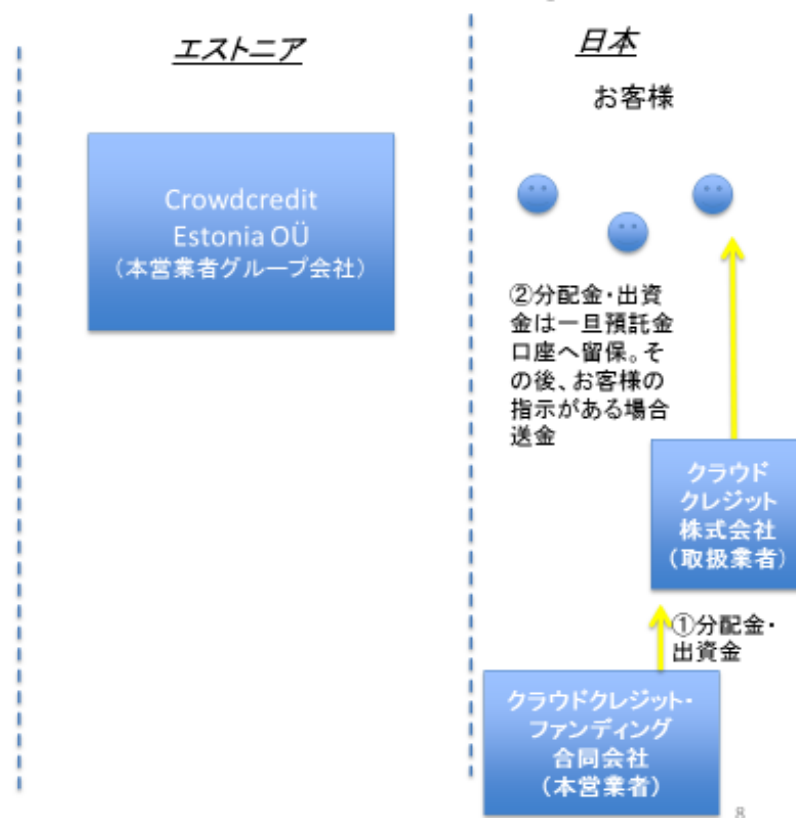 エストニア
Crowdcredit
Estonia OÜ
（本営業者グループ会社）
日本
お客様
②分配金・出資
金は一旦預託金
口座へ留保。そ
の後、お客様の
指示がある場合
送金
クラウド
クレジット
株式会社
（取扱業者）
①分配金・
出資金
クラウドクレジット・
ファンディング
合同会社
（本営業者）
8